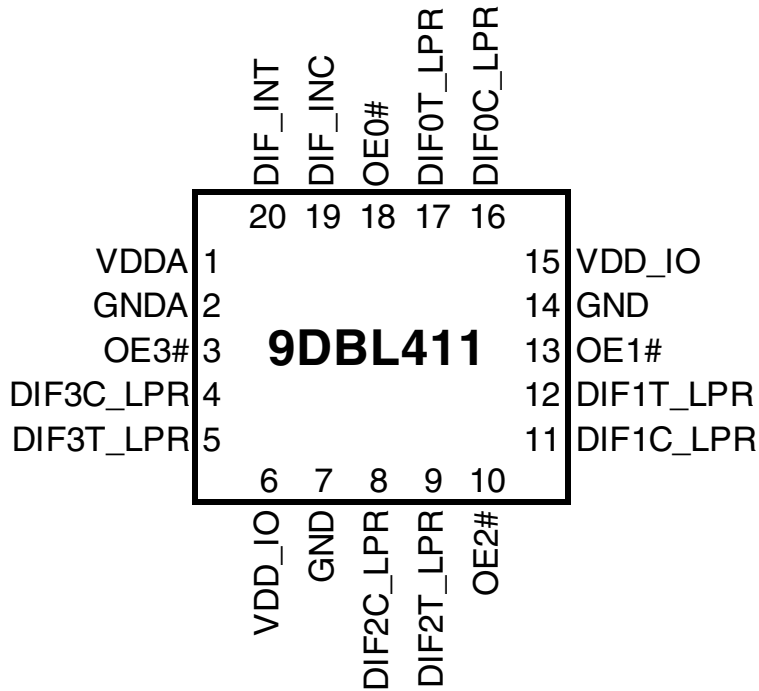 DIF_INT DIF_INC OE0# DIF0T_LPR DIF0C_LPR
20 19 18 17 16
VDDA 1 15 VDD_IO
GNDA 2 14 GND
OE3# 3 9DBL411 13 OE1#
DIF3C_LPR 4 12 DIF1T_LPR
DIF3T_LPR 5 11 DIF1C_LPR
6 7 8 9 10
VDD_IO GND DIF2C_LPR DIF2T_LPR OE2#